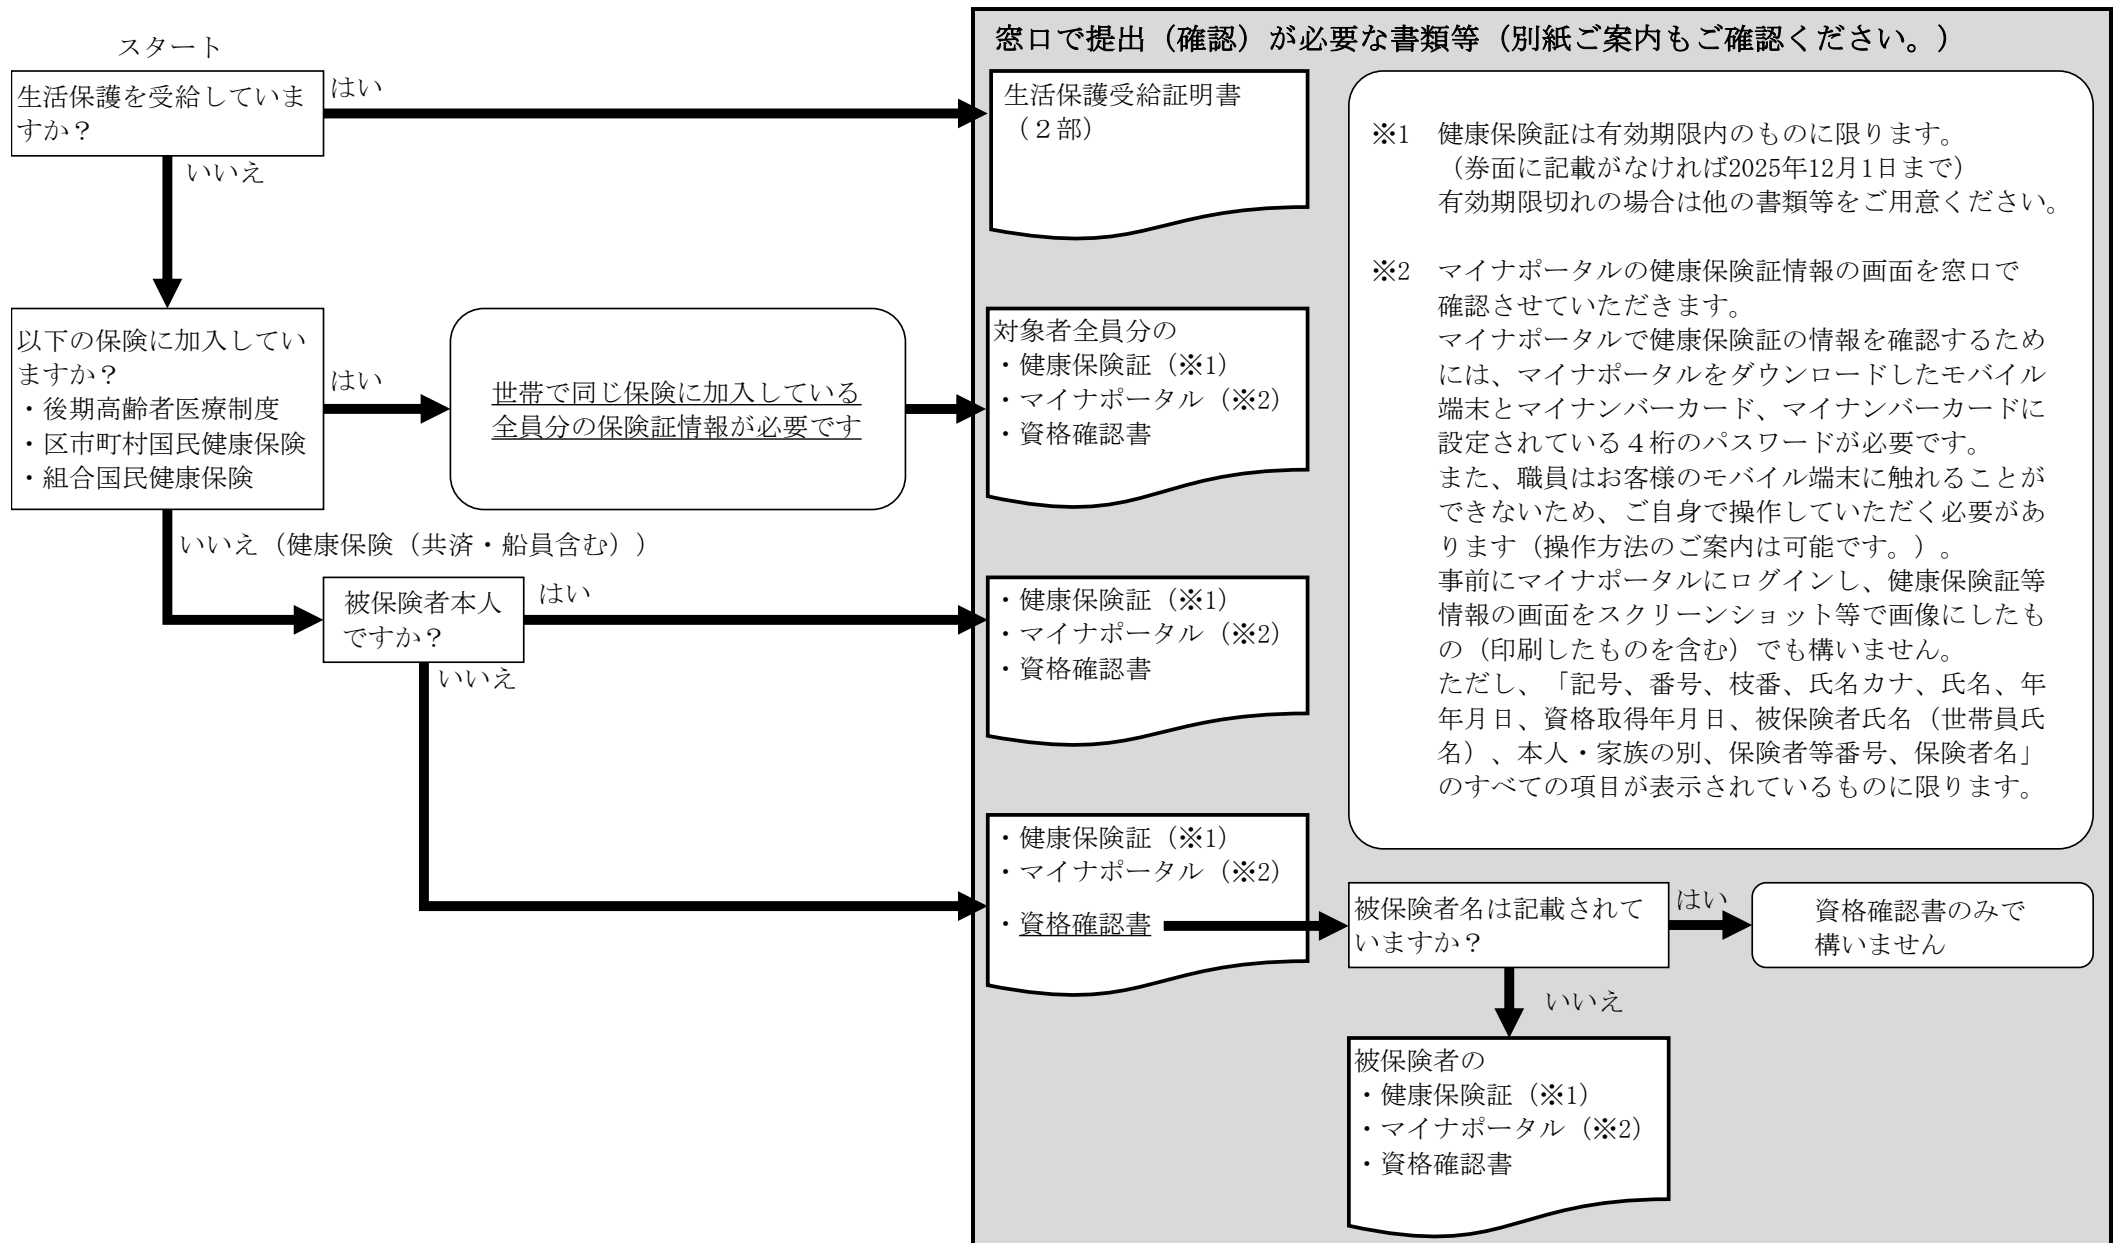 窓口で提出（確認）が必要な書類等（別紙ご案内もご確認ください。）
スタート
生活保護を受給していま
すか？
はい
いいえ
生活保護受給証明書
（２部）
以下の保険に加入してい
ますか？
・後期高齢者医療制度
・区市町村国民健康保険
・組合国民健康保険
はい
世帯で同じ保険に加入している
全員分の保険証情報が必要です
対象者全員分の
・健康保険証（※1）
・マイナポータル（※2）
・資格確認書
いいえ（健康保険（共済・船員含む））
被保険者本人
ですか？
はい
いいえ
・健康保険証（※1）
・マイナポータル（※2）
・資格確認書
・健康保険証（※1）
・マイナポータル（※2）
・資格確認書
被保険者名は記載されて
いますか？
はい
資格確認書のみで
構いません
いいえ
被保険者の
・健康保険証（※1）
・マイナポータル（※2）
・資格確認書
※1　健康保険証は有効期限内のものに限ります。
（券面に記載がなければ2025年12月1日まで）
有効期限切れの場合は他の書類等をご用意ください。
※2　マイナポータルの健康保険証情報の画面を窓口で
確認させていただきます。
マイナポータルで健康保険証の情報を確認するため
には、マイナポータルをダウンロードしたモバイル
端末とマイナンバーカード、マイナンバーカードに
設定されている４桁のパスワードが必要です。
また、職員はお客様のモバイル端末に触れることが
できないため、ご自身で操作していただく必要があ
ります（操作方法のご案内は可能です。）。
事前にマイナポータルにログインし、健康保険証等
情報の画面をスクリーンショット等で画像にしたも
の（印刷したものを含む）でも構いません。
ただし、「記号、番号、枝番、氏名カナ、氏名、年
年月日、資格取得年月日、被保険者氏名（世帯員氏
名）、本人・家族の別、保険者等番号、保険者名」
のすべての項目が表示されているものに限ります。